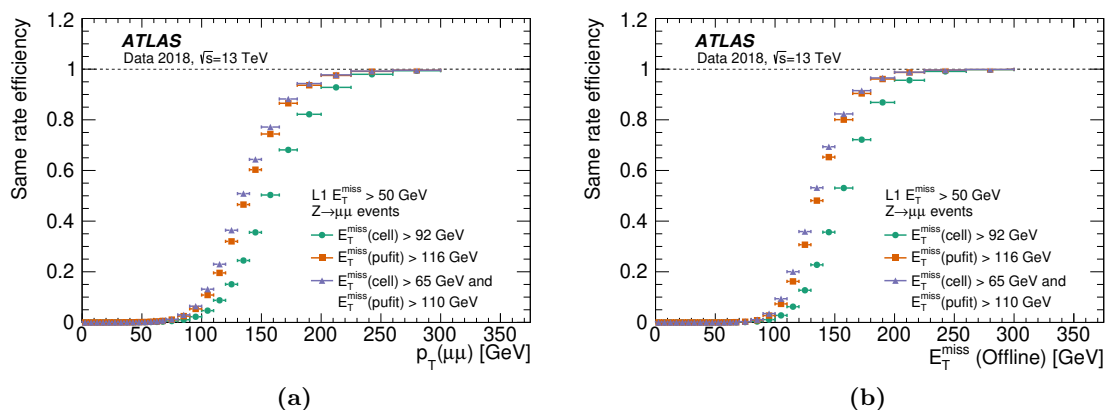 1.2
1
0.8
0.6
0.4
0.2
0
Same rate efficiency
ATLAS
Data 2018, √s=13 TeV
L1 E_T^miss > 50 GeV
Z→μμ events
E_T^miss(cell) > 92 GeV
E_T^miss(pufit) > 116 GeV
E_T^miss(cell) > 65 GeV and
E_T^miss(pufit) > 110 GeV
0 50 100 150 200 250 300 350
p_T(μμ) [GeV]
(a)
1.2
1
0.8
0.6
0.4
0.2
0
Same rate efficiency
ATLAS
Data 2018, √s=13 TeV
L1 E_T^miss > 50 GeV
Z→μμ events
E_T^miss(cell) > 92 GeV
E_T^miss(pufit) > 116 GeV
E_T^miss(cell) > 65 GeV and
E_T^miss(pufit) > 110 GeV
0 50 100 150 200 250 300 350
E_T^miss (Offline) [GeV]
(b)